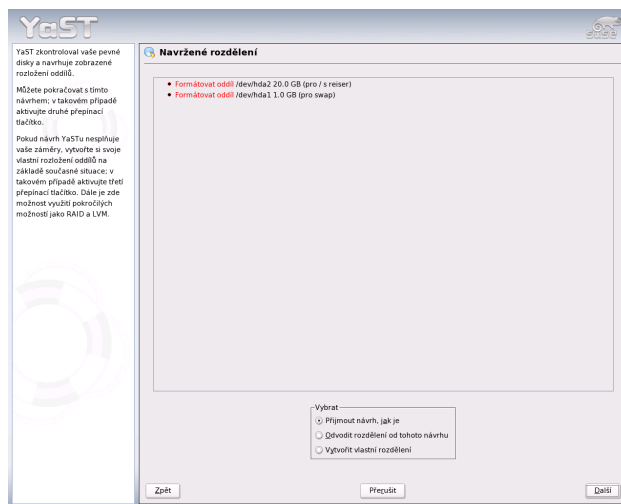 YaST
SUSE
YaST zkontroloval vaše pevné
disky a navrhuje zobrazené
rozložení oddílů.
Můžete pokračovat s tímto
návrhem; v takovém případě
aktivujte druhé přepínací
tlačítko.
Pokud návrh YaSTu nesplňuje
vaše záměry, vytvořte si svoje
vlastní rozložení oddílů na
základě současné situace; v
takovém případě aktivujte třetí
přepínací tlačítko. Dále je zde
možnost využití pokročilých
možností jako RAID a LVM.
Navržené rozdělení
Formátovat oddíl /dev/hda2 20.0 GB (pro / s reiser)
Formátovat oddíl /dev/hda1 1.0 GB (pro swap)
Vybrat
Přijmout návrh, jak je
Odvodit rozdělení od tohoto návrhu
Vytvořit vlastní rozdělení
Zpět
Přerušit
Další